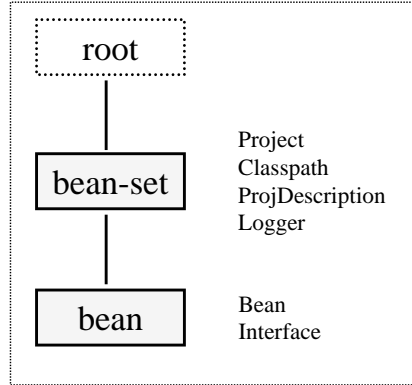 root
bean-set
Project
Classpath
ProjDescription
Logger
bean
Bean
Interface